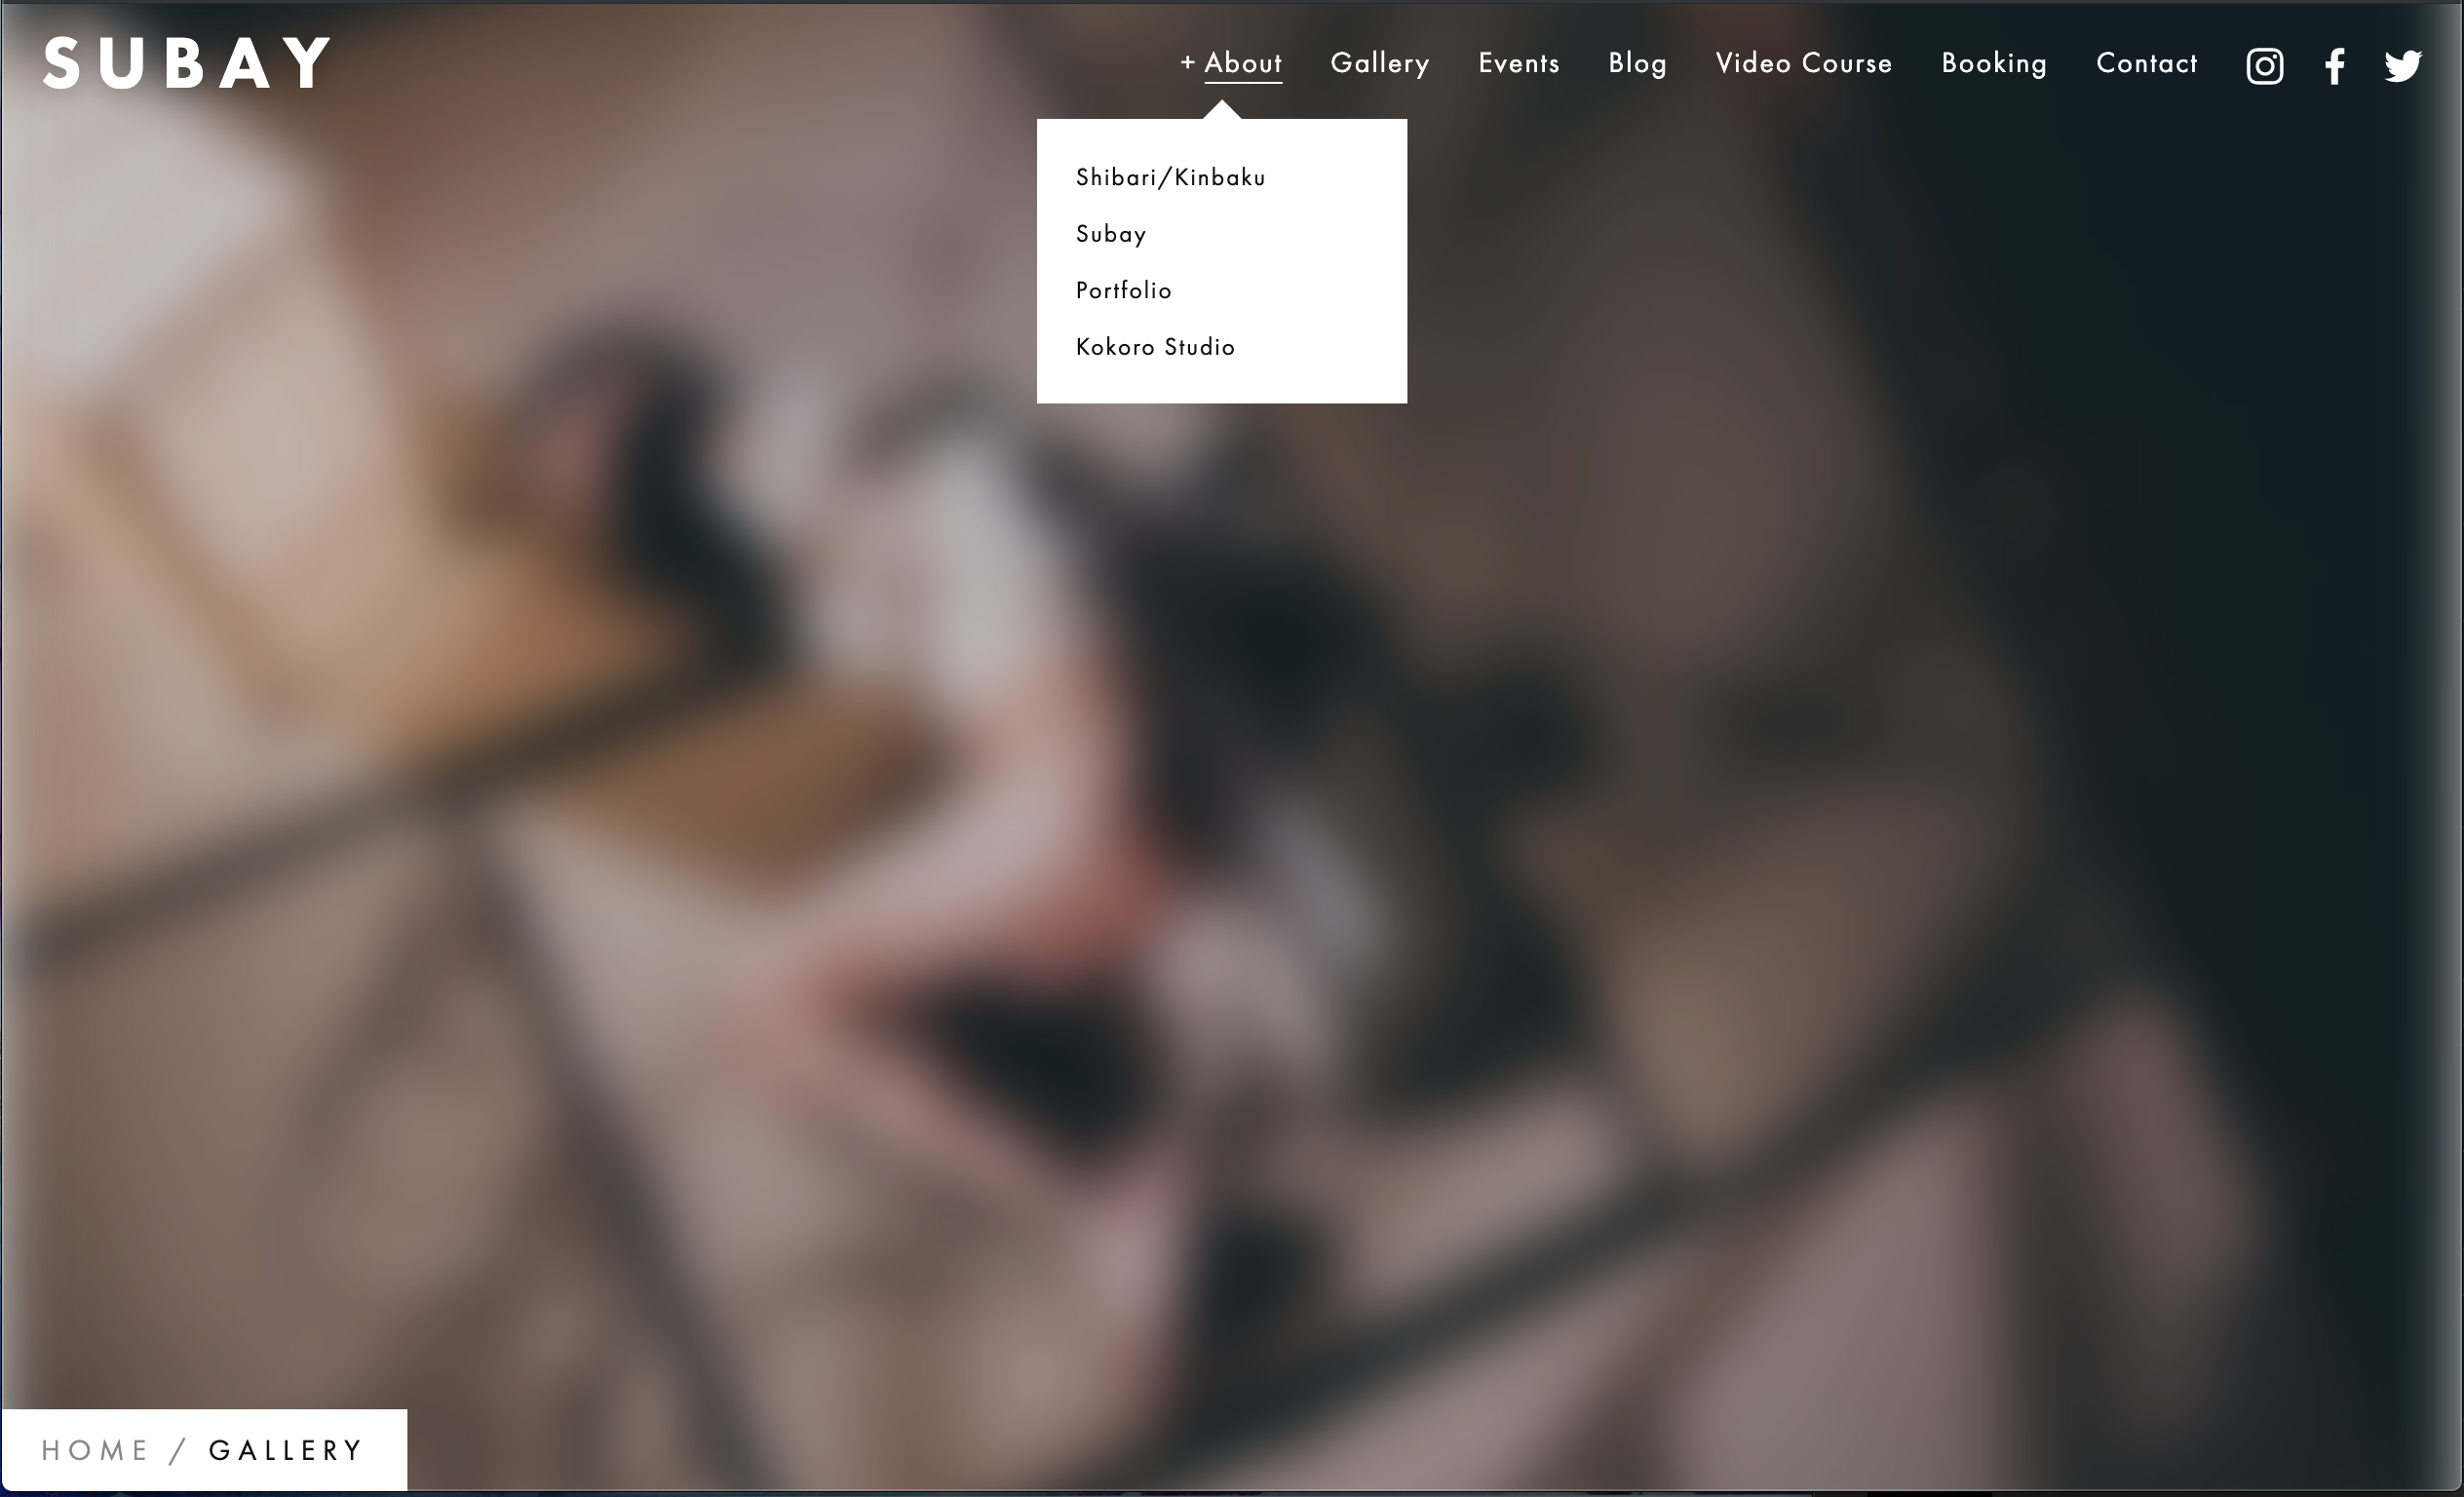 SUBAY
+ About Gallery Events Blog Video Course Booking Contact
Shibari/Kinbaku
Subay
Portfolio
Kokoro Studio
HOME / GALLERY